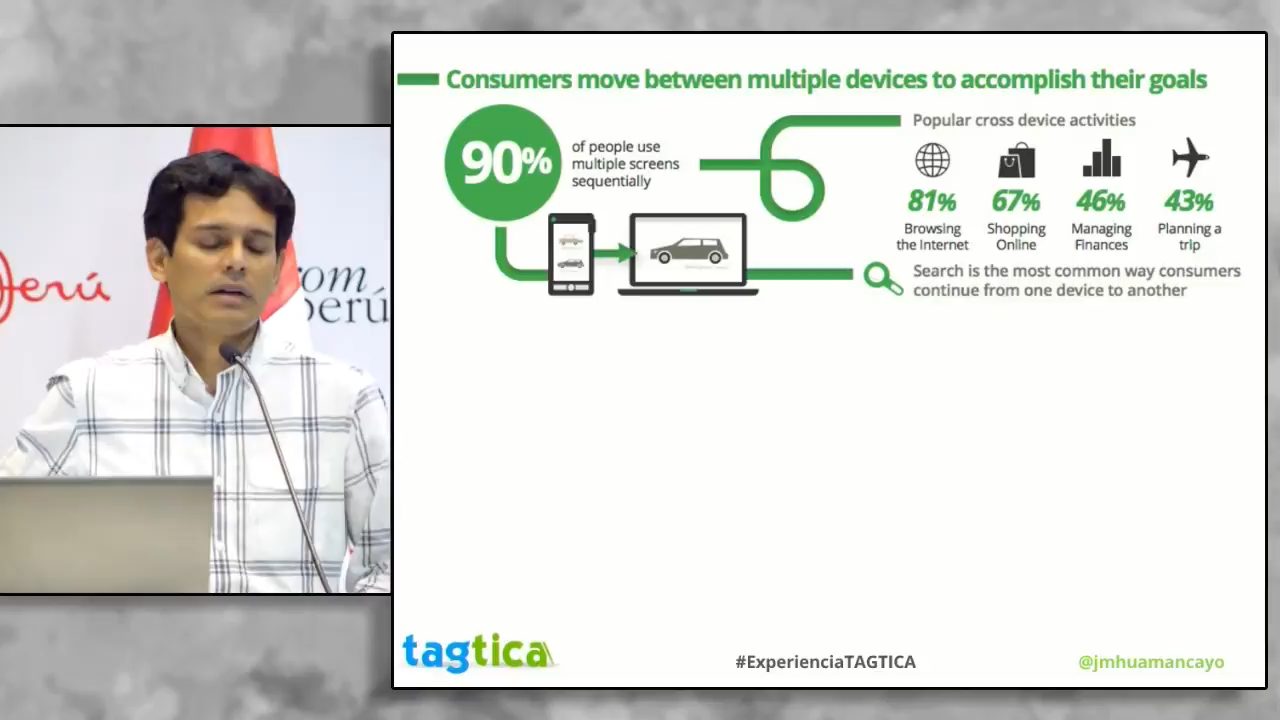 Consumers move between multiple devices to accomplish their goals
90%
of people use
multiple screens
sequentially
Popular cross device activities
81%
Browsing
the Internet
67%
Shopping
Online
46%
Managing
Finances
43%
Planning a
trip
Search is the most common way consumers
continue from one device to another
erú
rom
perú
tagtica
#ExperienciaTAGTICA
@jmhuamancayo